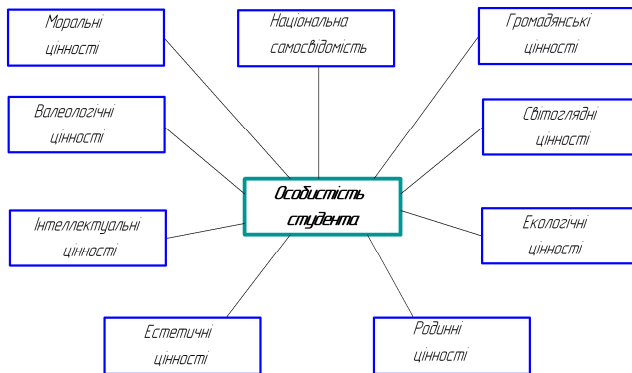 Моральні
цінності
Національна
самосвідомість
Громадянські
цінності
Валеологічні
цінності
Світоглядні
цінності
Особистість
студента
Інтеллектуальні
цінності
Екологічні
цінності
Естетичні
цінності
Родинні
цінності